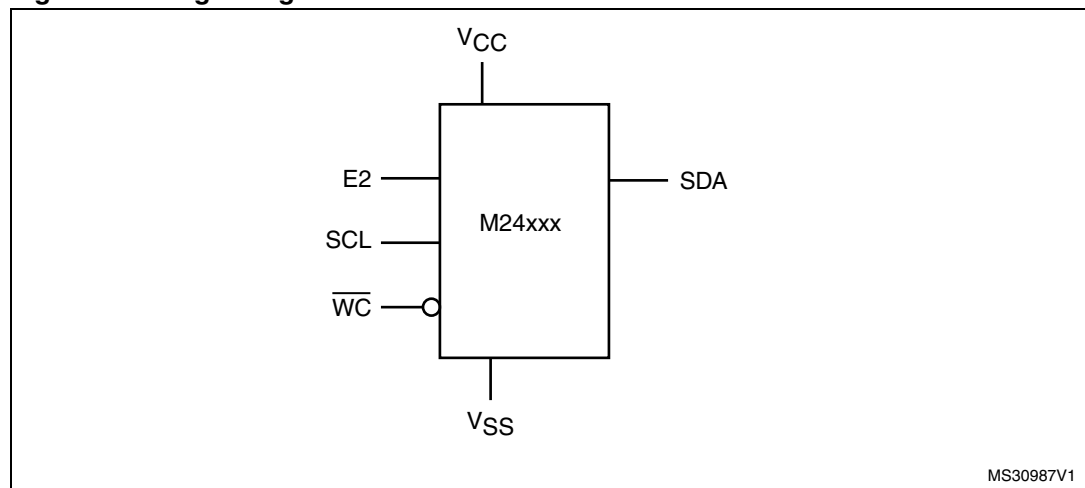 VCC
E2
SDA
M24xxx
SCL
WC
VSS
MS30987V1